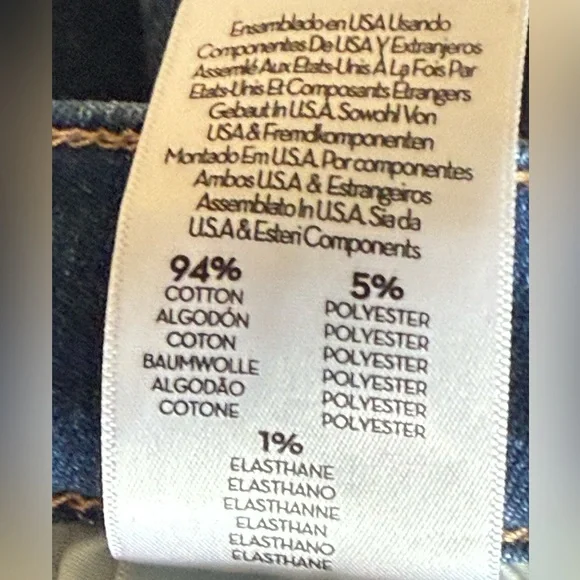 Ensamblado en USA Usando
Componentes De USA Y Extranjeros
Assemlé Aux Etats-Unis À La Fois Par
Etats-Unis Et Composants Etrangers
Gebaut In U.S.A. Sowohl Von
USA & Fremdkomponenten
Montado Em U.S.A. Por componentes
Ambos U.S.A & Estrangeiros
Assemblato In U.S.A. Sia da
U.S.A & Esteri Components
94%
COTTON
ALGODÓN
COTON
BAUMWOLLE
ALGODÃO
COTONE
5%
POLYESTER
POLYESTER
POLYESTER
POLYESTER
POLYESTER
POLYESTER
1%
ELASTHANE
ELASTHANO
ELASTHANNE
ELASTHAN
ELASTHANO
ELASTHANE